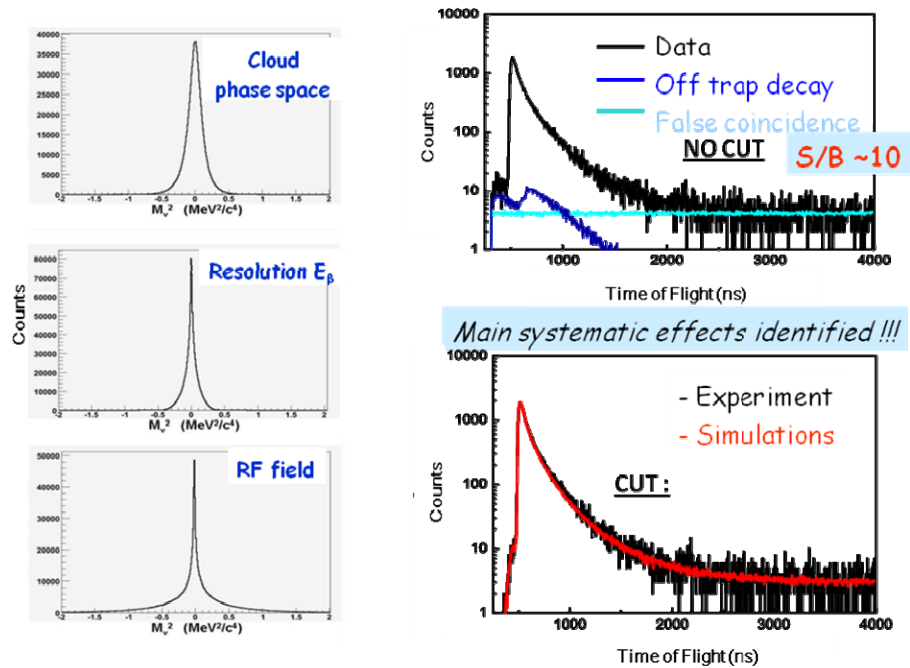 40000
35000
30000
25000
20000
15000
10000
5000
0
-2 -1.5 -1 -0.5 0 0.5 1 1.5 2
Mᵥ² (MeV²/c⁴)
Cloud
phase space
80000
70000
60000
50000
40000
30000
20000
10000
0
-2 -1.5 -1 -0.5 0 0.5 1 1.5 2
Mᵥ² (MeV²/c⁴)
Counts
Resolution Eᵦ
50000
40000
30000
20000
10000
0
-2 -1.5 -1 -0.5 0 0.5 1 1.5 2
Mᵥ² (MeV²/c⁴)
RF field
10000
1000
100
10
1
Counts
Data
Off trap decay
False coincidence
NO CUT
S/B ~10
1000 2000 3000 4000
Time of Flight (ns)
Main systematic effects identified !!!
10000
1000
100
10
1
Counts
- Experiment
- Simulations
CUT :
1000 2000 3000 4000
Time of Flight (ns)